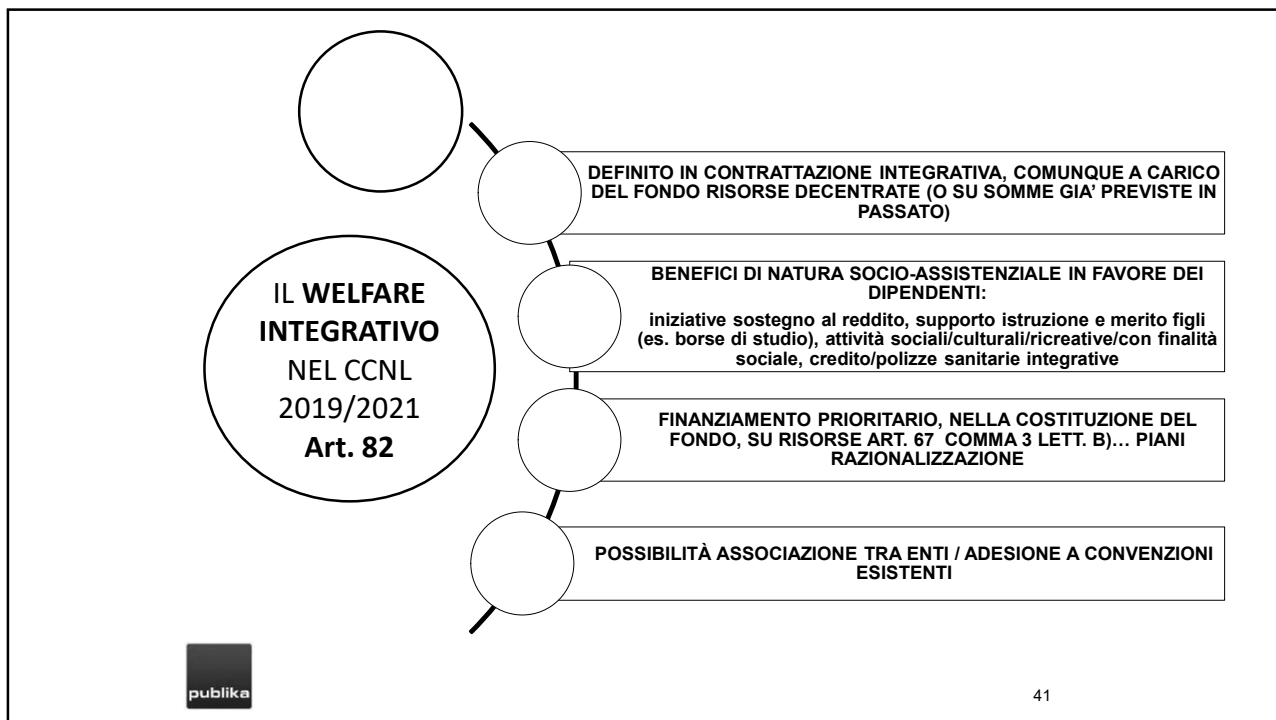 IL WELFARE
INTEGRATIVO
NEL CCNL
2019/2021
Art. 82
DEFINITO IN CONTRATTAZIONE INTEGRATIVA, COMUNQUE A CARICO
DEL FONDO RISORSE DECENTRATE (O SU SOMME GIA’ PREVISTE IN
PASSATO)
BENEFICI DI NATURA SOCIO-ASSISTENZIALE IN FAVORE DEI
DIPENDENTI:
iniziative sostegno al reddito, supporto istruzione e merito figli
(es. borse di studio), attività sociali/culturali/ricreative/con finalità
sociale, credito/polizze sanitarie integrative
FINANZIAMENTO PRIORITARIO, NELLA COSTITUZIONE DEL
FONDO, SU RISORSE ART. 67 COMMA 3 LETT. B)… PIANI
RAZIONALIZZAZIONE
POSSIBILITÀ ASSOCIAZIONE TRA ENTI / ADESIONE A CONVENZIONI
ESISTENTI
publika
41